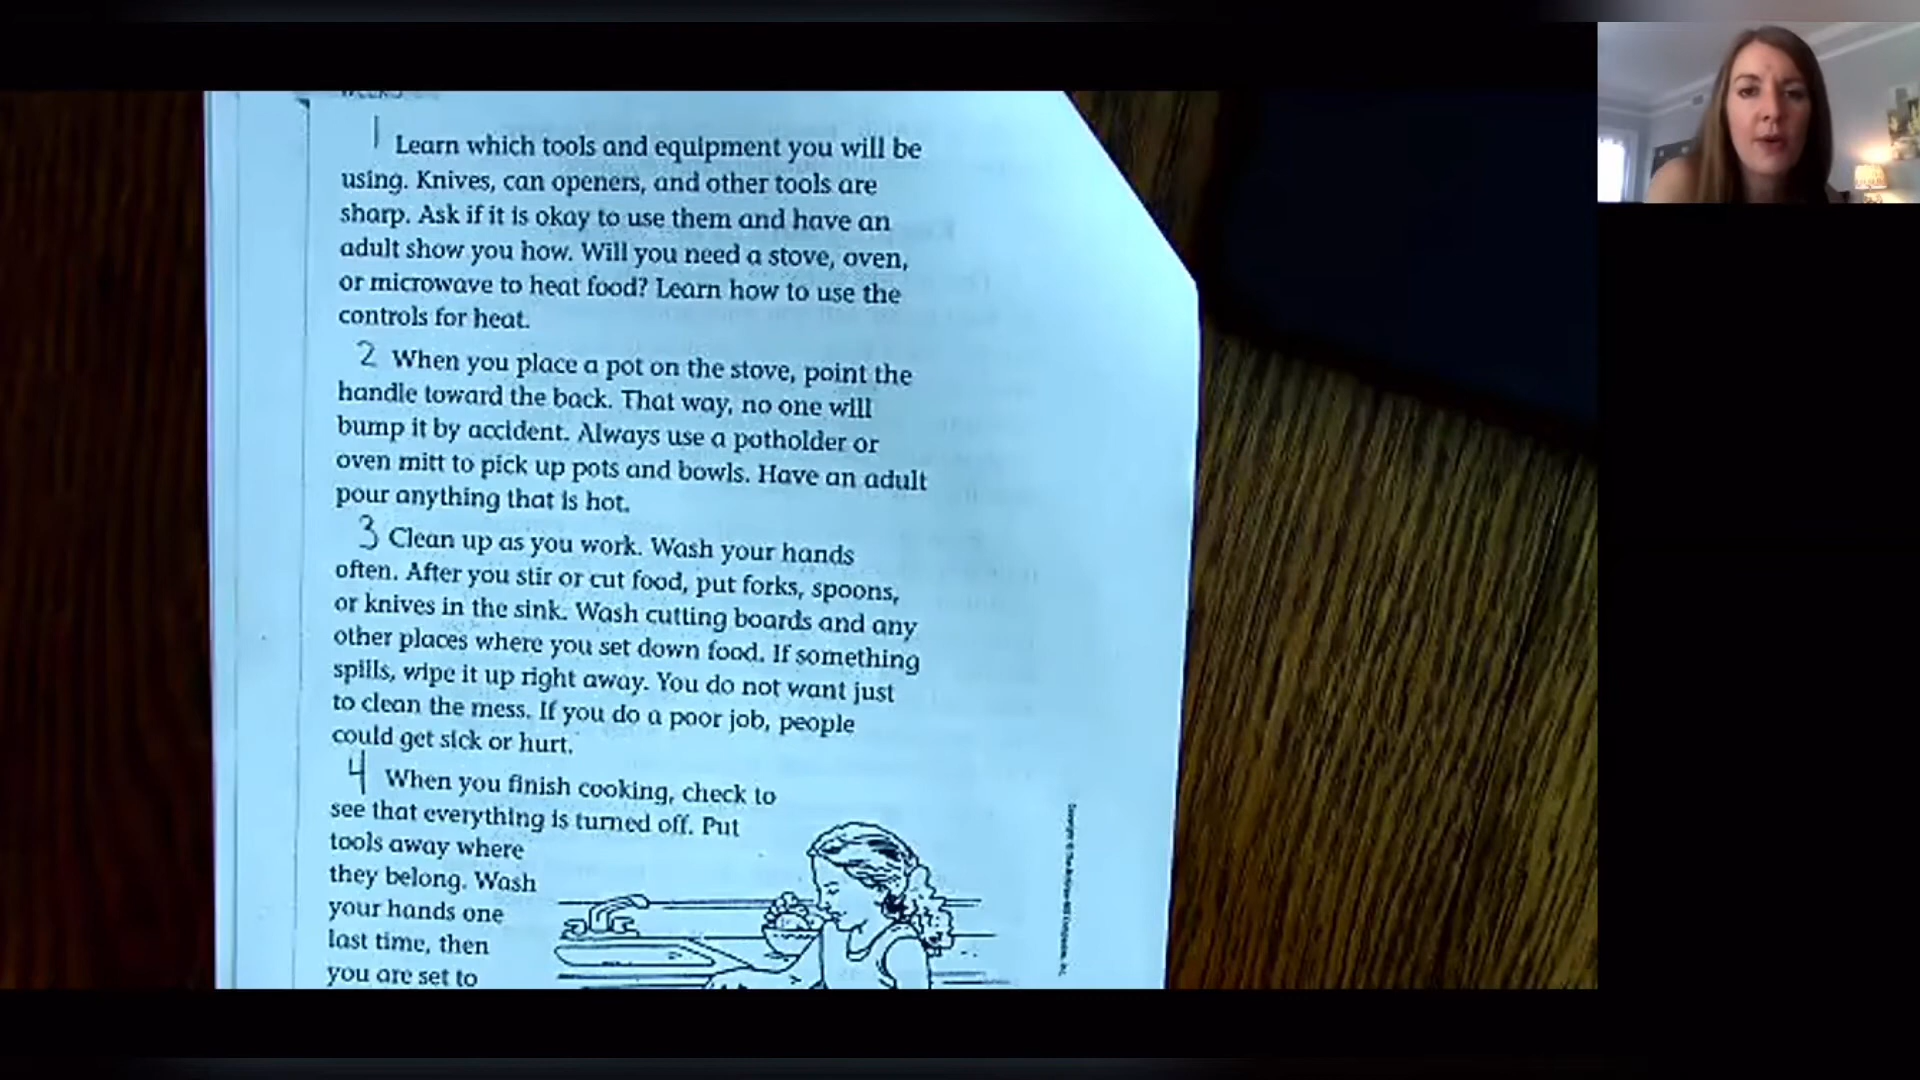 1 Learn which tools and equipment you will be
using. Knives, can openers, and other tools are
sharp. Ask if it is okay to use them and have an
adult show you how. Will you need a stove, oven,
or microwave to heat food? Learn how to use the
controls for heat.
2 When you place a pot on the stove, point the
handle toward the back. That way, no one will
bump it by accident. Always use a potholder or
oven mitt to pick up pots and bowls. Have an adult
pour anything that is hot.
3 Clean up as you work. Wash your hands
often. After you stir or cut food, put forks, spoons,
or knives in the sink. Wash cutting boards and any
other places where you set down food. If something
spills, wipe it up right away. You do not want just
to clean the mess. If you do a poor job, people
could get sick or hurt.
4 When you finish cooking, check to
see that everything is turned off. Put
tools away where
they belong. Wash
your hands one
last time, then
you are set to